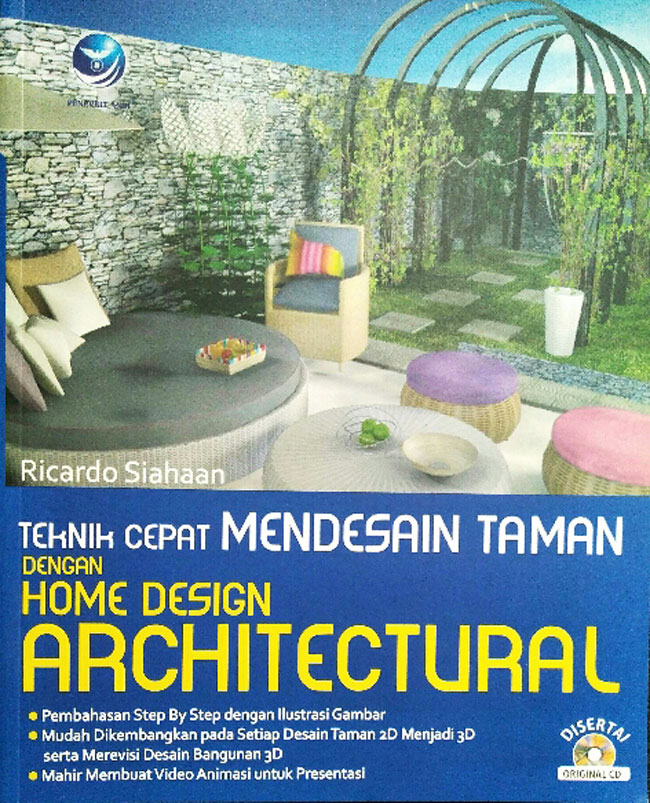 PENERBIT ANDI
Ricardo Siahaan
TEKNIK CEPAT MENDESAIN TAMAN
DENGAN
HOME DESIGN
ARCHITECTURAL
Pembahasan Step By Step dengan Ilustrasi Gambar
Mudah Dikembangkan pada Setiap Desain Taman 2D Menjadi 3D
serta Merevisi Desain Bangunan 3D
Mahir Membuat Video Animasi untuk Presentasi
DISERTAI
ORIGINAL CD